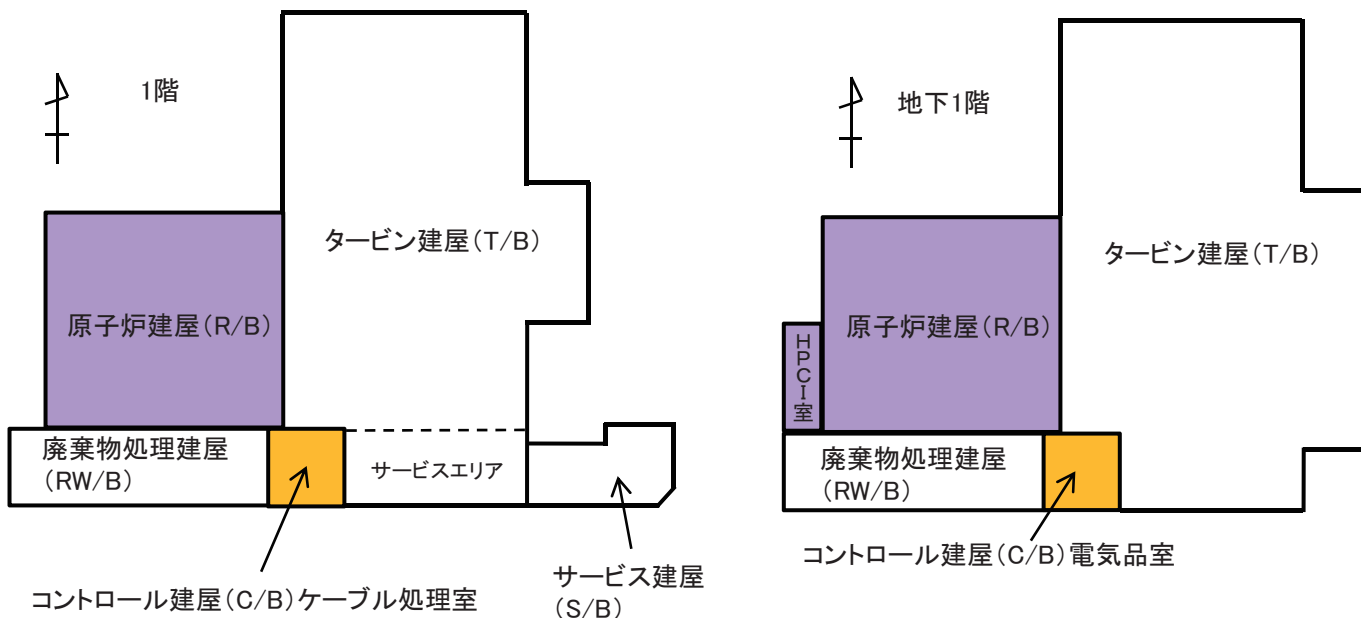 1階
タービン建屋(T/B)
原子炉建屋(R/B)
廃棄物処理建屋
(RW/B)
サービスエリア
コントロール建屋(C/B)ケーブル処理室
サービス建屋
(S/B)
地下1階
タービン建屋(T/B)
原子炉建屋(R/B)
HPCI室
廃棄物処理建屋
(RW/B)
コントロール建屋(C/B)電気品室